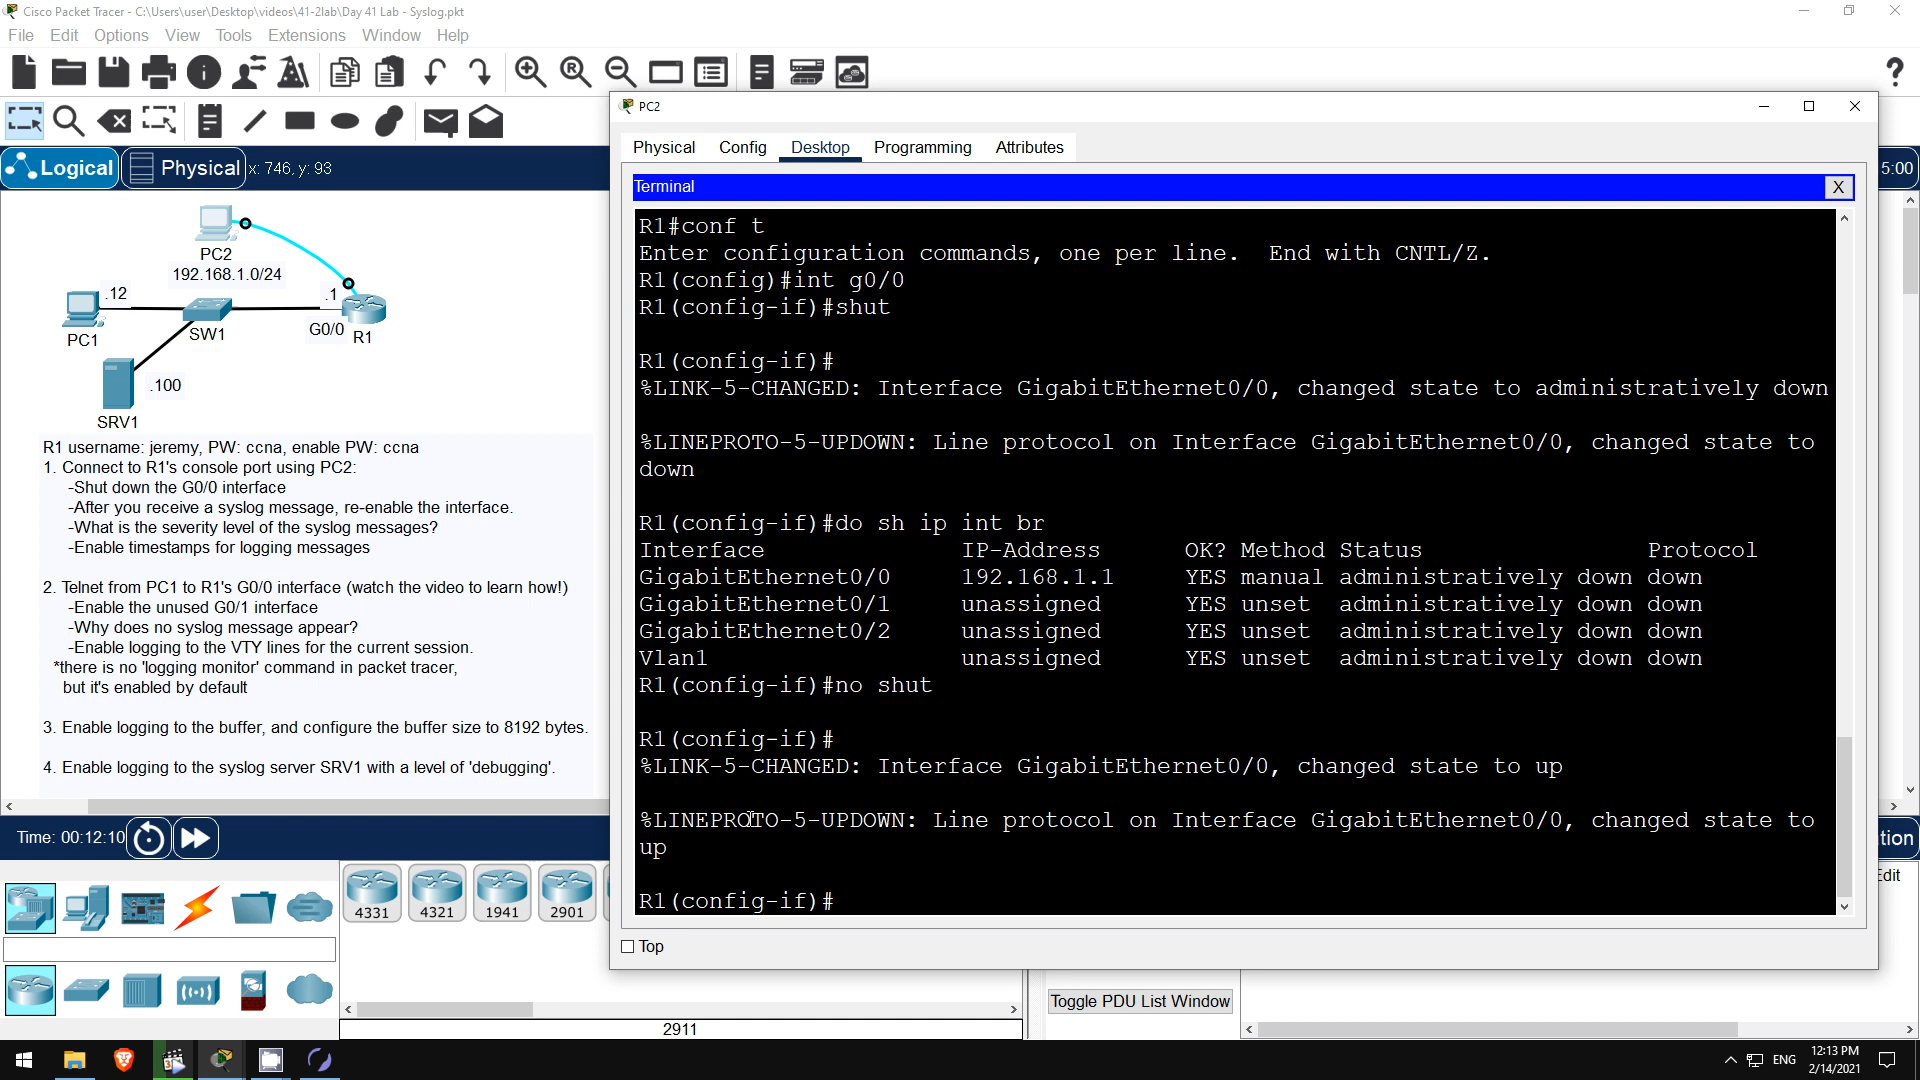 Cisco Packet Tracer - C:\Users\user\Desktop\videos\41-2lab\Day 41 Lab - Syslog.pkt
File Edit Options View Tools Extensions Window Help
Logical Physical x: 746, y: 93
5:00
PC2
192.168.1.0/24
.12
.1
PC1
SW1
G0/0
R1
.100
SRV1
R1 username: jeremy, PW: ccna, enable PW: ccna
1. Connect to R1's console port using PC2:
-Shut down the G0/0 interface
-After you receive a syslog message, re-enable the interface.
-What is the severity level of the syslog messages?
-Enable timestamps for logging messages
2. Telnet from PC1 to R1's G0/0 interface (watch the video to learn how!)
-Enable the unused G0/1 interface
-Why does no syslog message appear?
-Enable logging to the VTY lines for the current session.
*there is no 'logging monitor' command in packet tracer,
but it's enabled by default
3. Enable logging to the buffer, and configure the buffer size to 8192 bytes.
4. Enable logging to the syslog server SRV1 with a level of 'debugging'.
PC2
Physical Config Desktop Programming Attributes
Terminal
X
R1#conf t
Enter configuration commands, one per line.  End with CNTL/Z.
R1(config)#int g0/0
R1(config-if)#shut
R1(config-if)#
%LINK-5-CHANGED: Interface GigabitEthernet0/0, changed state to administratively down
%LINEPROTO-5-UPDOWN: Line protocol on Interface GigabitEthernet0/0, changed state to
down
R1(config-if)#do sh ip int br
Interface IP-Address OK? Method Status Protocol
GigabitEthernet0/0 192.168.1.1 YES manual administratively down down
GigabitEthernet0/1 unassigned YES unset administratively down down
GigabitEthernet0/2 unassigned YES unset administratively down down
Vlan1 unassigned YES unset administratively down down
R1(config-if)#no shut
R1(config-if)#
%LINK-5-CHANGED: Interface GigabitEthernet0/0, changed state to up
%LINEPROTO-5-UPDOWN: Line protocol on Interface GigabitEthernet0/0, changed state to
up
R1(config-if)#
Top
Time: 00:12:10
tion
Edit
4331 4321 1941 2901
Toggle PDU List Window
2911
ENG
12:13 PM
2/14/2021